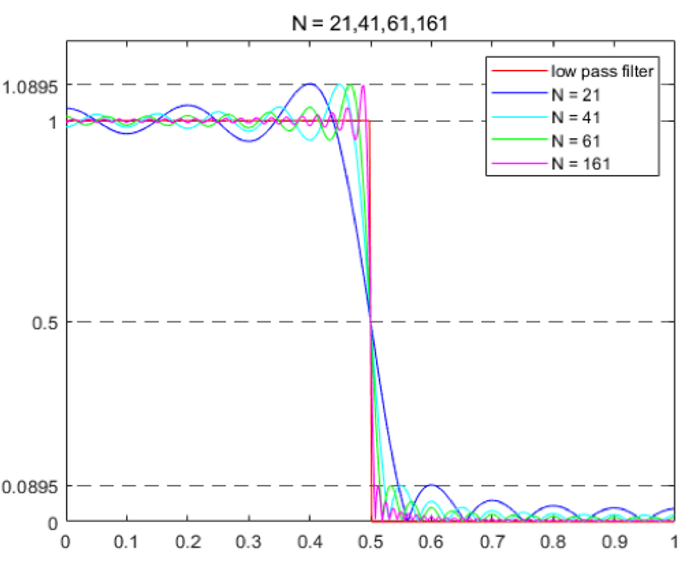 N = 21,41,61,161
1.0895
1
0.5
0.0895
0
low pass filter
N = 21
N = 41
N = 61
N = 161
0 0.1 0.2 0.3 0.4 0.5 0.6 0.7 0.8 0.9 1